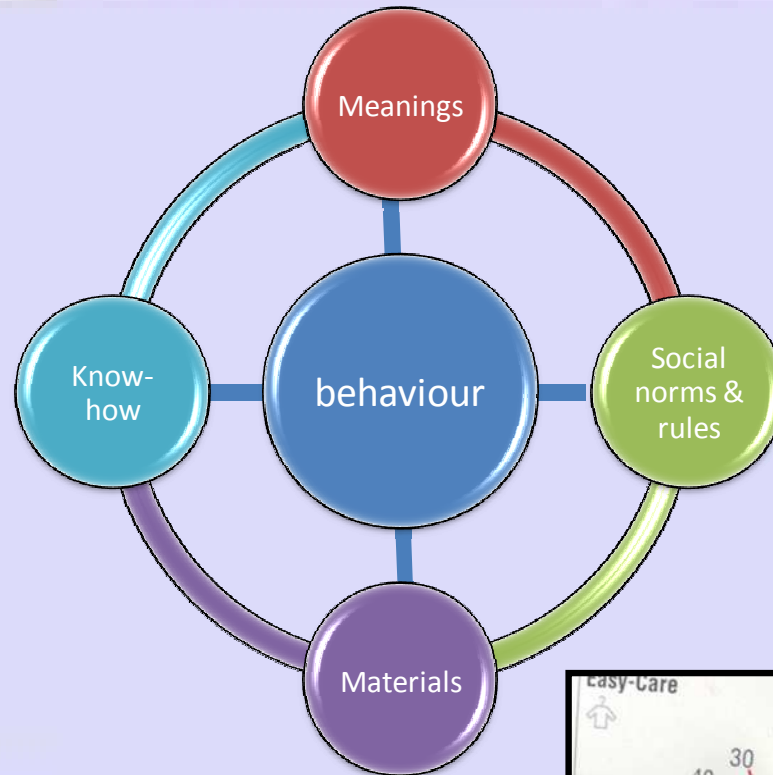 Meanings
Know-
how
behaviour
Social
norms &
rules
Materials
Easy-Care
30